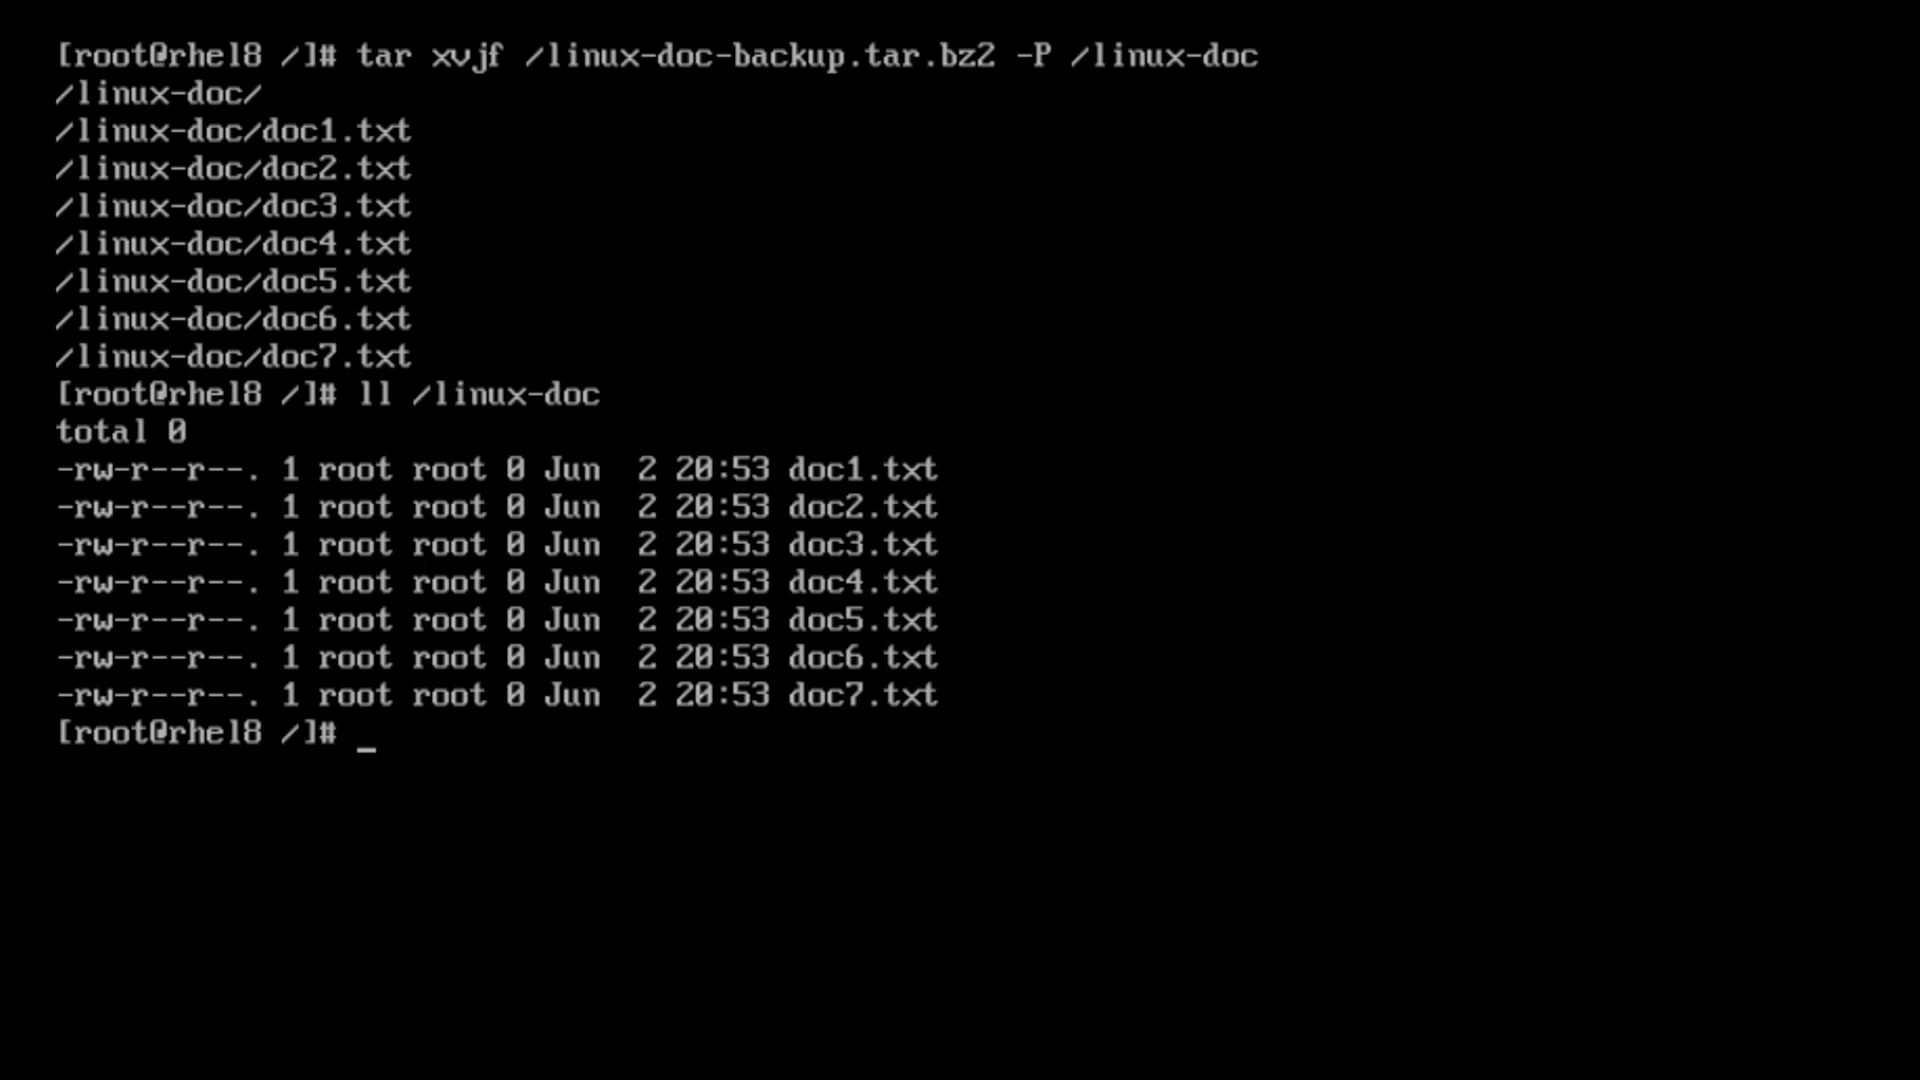 [root@rhel8 /]# tar xvjf /linux-doc-backup.tar.bz2 -P /linux-doc
/linux-doc/
/linux-doc/doc1.txt
/linux-doc/doc2.txt
/linux-doc/doc3.txt
/linux-doc/doc4.txt
/linux-doc/doc5.txt
/linux-doc/doc6.txt
/linux-doc/doc7.txt
[root@rhel8 /]# ll /linux-doc
total 0
-rw-r--r--. 1 root root 0 Jun  2 20:53 doc1.txt
-rw-r--r--. 1 root root 0 Jun  2 20:53 doc2.txt
-rw-r--r--. 1 root root 0 Jun  2 20:53 doc3.txt
-rw-r--r--. 1 root root 0 Jun  2 20:53 doc4.txt
-rw-r--r--. 1 root root 0 Jun  2 20:53 doc5.txt
-rw-r--r--. 1 root root 0 Jun  2 20:53 doc6.txt
-rw-r--r--. 1 root root 0 Jun  2 20:53 doc7.txt
[root@rhel8 /]# _